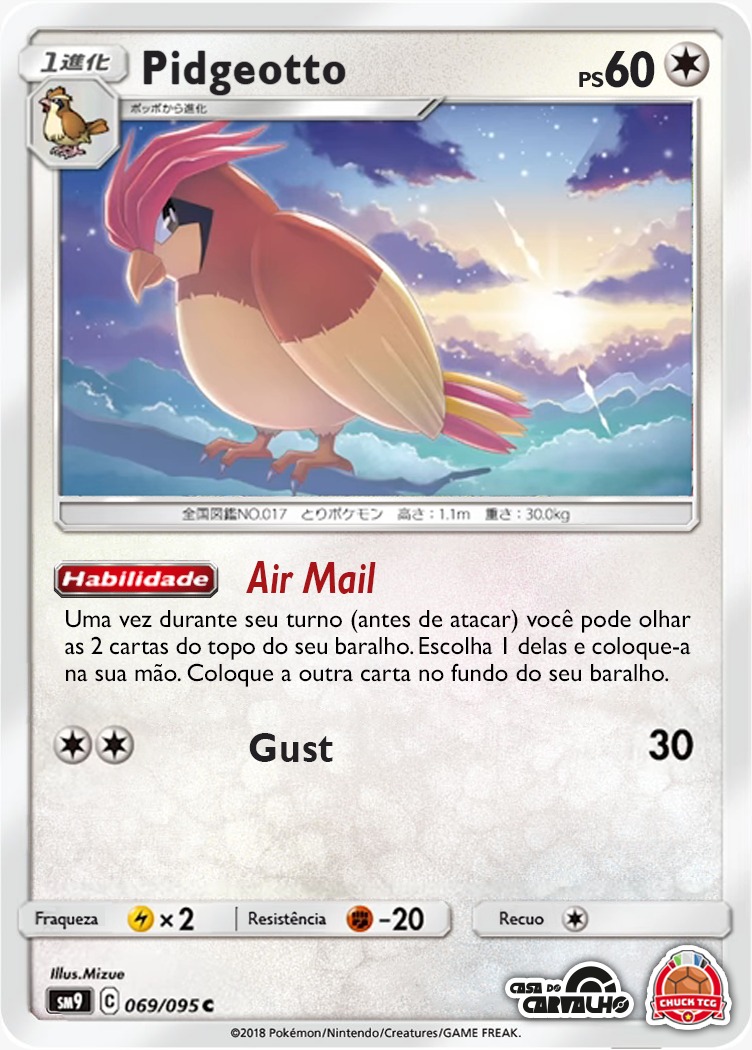 1進化
Pidgeotto
PS60
ポッポから進化
全国図鑑NO.017 とりポケモン 高さ：1.1m 重さ：30.0kg
Habilidade Air Mail
Uma vez durante seu turno (antes de atacar) você pode olhar
as 2 cartas do topo do seu baralho. Escolha 1 delas e coloque-a
na sua mão. Coloque a outra carta no fundo do seu baralho.
Gust 30
Fraqueza ×2 Resistência -20 Recuo
Illus.Mizue
SM9 C 069/095 C
CASA DO
CARVALHO
CHUCK TCG
©2018 Pokémon/Nintendo/Creatures/GAME FREAK.